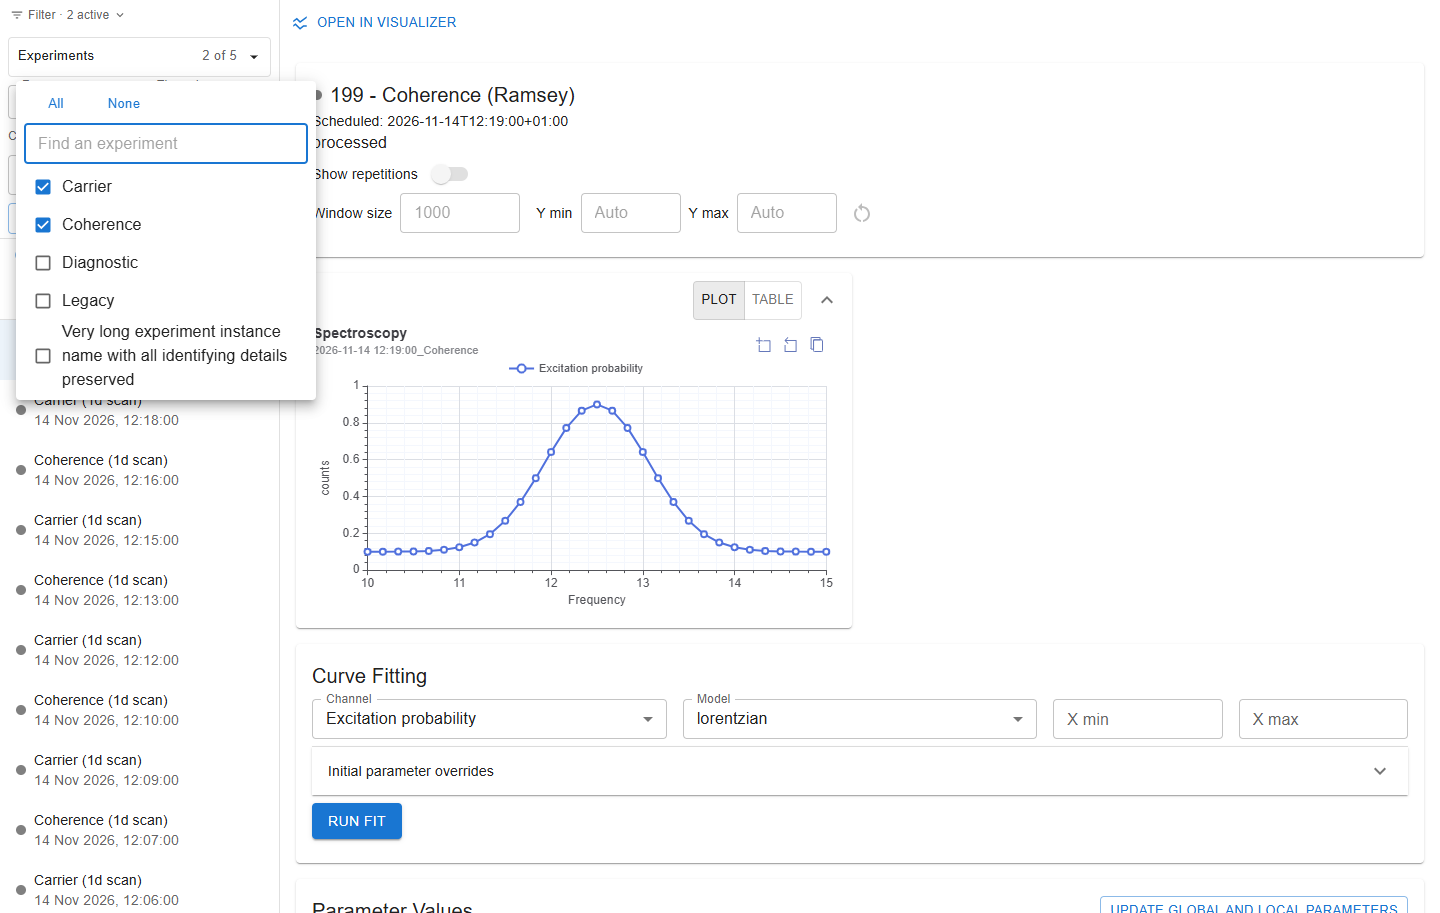 Filter · 2 active
OPEN IN VISUALIZER
Experiments
2 of 5
All
None
Find an experiment
Carrier
Coherence
Diagnostic
Legacy
Very long experiment instance
name with all identifying details
preserved
199 - Coherence (Ramsey)
Scheduled: 2026-11-14T12:19:00+01:00
processed
Show repetitions
Window size
1000
Y min
Auto
Y max
Auto
PLOT
TABLE
Spectroscopy
2026-11-14 12:19:00_Coherence
Excitation probability
counts
1
0.8
0.6
0.4
0.2
0
10
11
12
13
14
15
Frequency
Carrier (1d scan)
14 Nov 2026, 12:18:00
Coherence (1d scan)
14 Nov 2026, 12:16:00
Carrier (1d scan)
14 Nov 2026, 12:15:00
Coherence (1d scan)
14 Nov 2026, 12:13:00
Carrier (1d scan)
14 Nov 2026, 12:12:00
Coherence (1d scan)
14 Nov 2026, 12:10:00
Carrier (1d scan)
14 Nov 2026, 12:09:00
Coherence (1d scan)
14 Nov 2026, 12:07:00
Carrier (1d scan)
14 Nov 2026, 12:06:00
Curve Fitting
Channel
Excitation probability
Model
lorentzian
X min
X max
Initial parameter overrides
RUN FIT
Parameter Values
UPDATE GLOBAL AND LOCAL PARAMETERS